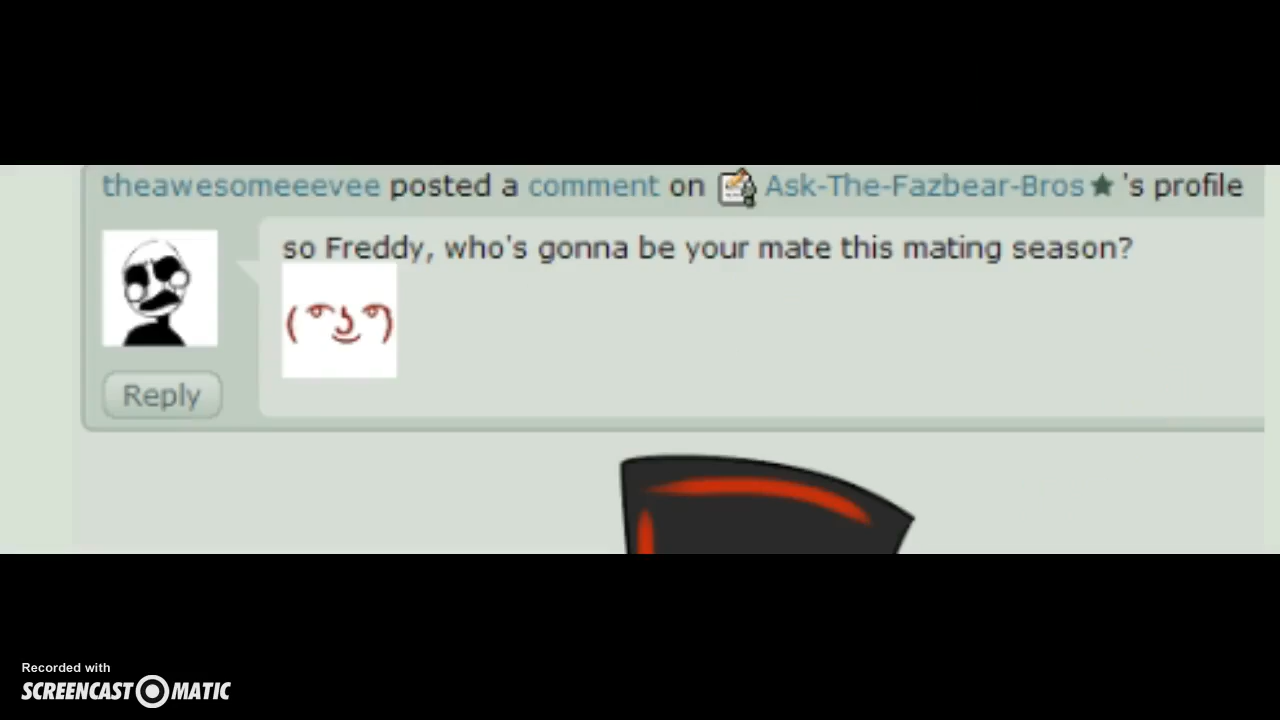 theawesomeeevee posted a comment on Ask-The-Fazbear-Bros★'s profile
so Freddy, who's gonna be your mate this mating season?
( ͡° ͜ʖ ͡°)
Reply
Recorded with
SCREENCAST-O-MATIC